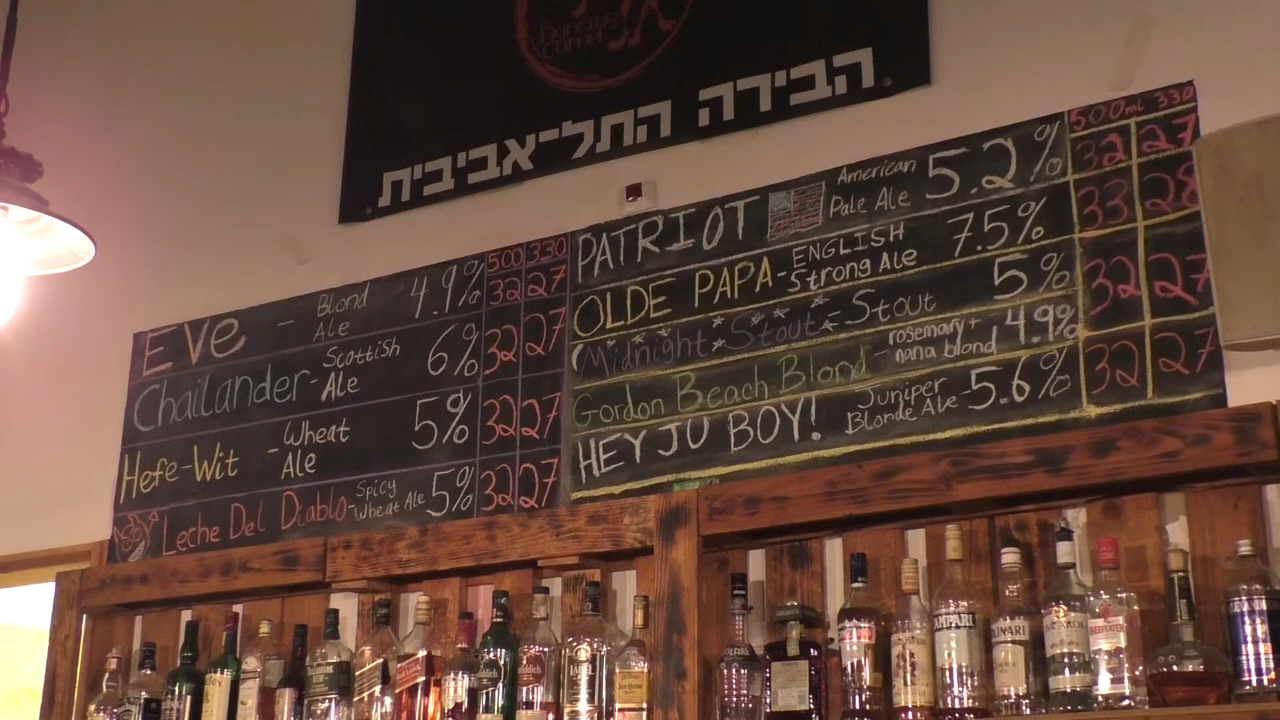 DANCING CAMEL
הבירה התל־אביבית.
Eve - Blond Ale 4.9% 32 27
500 330
Chailander - Scottish Ale 6% 32 27
Hefe-Wit - Wheat Ale 5% 32 27
Leche Del Diablo - Spicy Wheat Ale 5% 32 27
500ml 330
PATRIOT American Pale Ale 5.2% 32 27
OLDE PAPA - ENGLISH Strong Ale 7.5% 33 28
Midnight Stout - Stout 5% 32 27
Gordon Beach Blond - rosemary + nana blond 4.9%
HEY JU BOY! Juniper Blonde Ale - 5.6% 32 27
CAMPARI
BEEFEATER